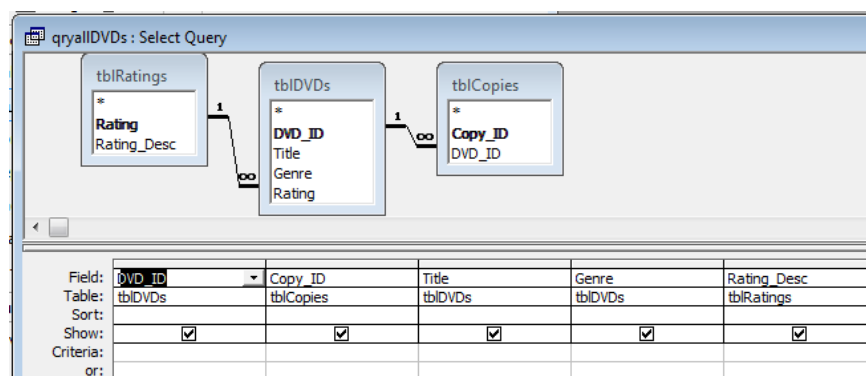 qryallDVDs : Select Query
tblRatings
*
Rating
Rating_Desc
1
∞
tblDVDs
*
DVD_ID
Title
Genre
Rating
1
∞
tblCopies
*
Copy_ID
DVD_ID
Field: DVD_ID Copy_ID Title Genre Rating_Desc
Table: tblDVDs tblCopies tblDVDs tblDVDs tblRatings
Sort:
Show:
Criteria:
or: